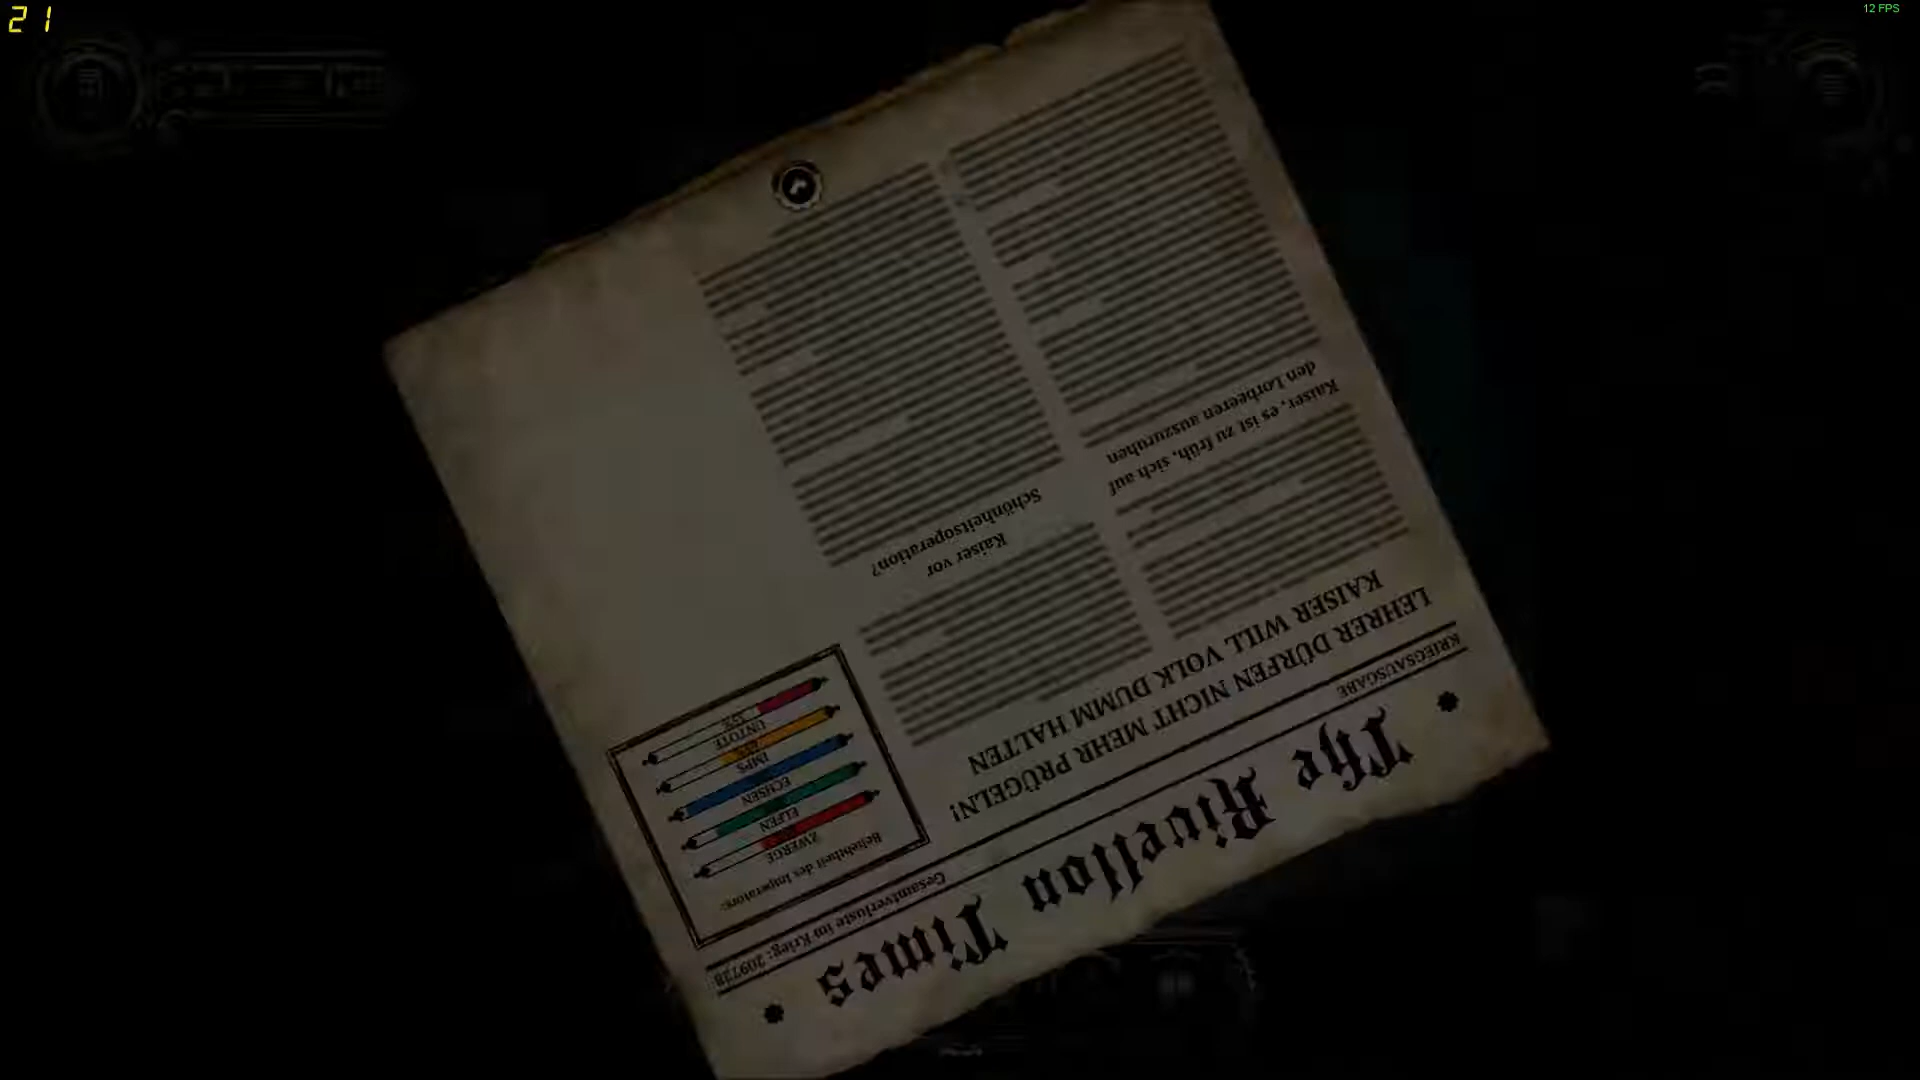 21
12 FPS
The Rivellon Times
KRIEGSAUSGABE
Gesamtverluste im Krieg: 209728
LEHRER DÜRFEN NICHT MEHR PRÜGELN!
KAISER WILL VOLK DUMM HALTEN
Beliebtheit des Imperators:
ZWERGE
ELFEN
ECHSEN
IMPS
UNTOTE
Kaiser vor
Schönheitsoperation?
Kaiser, es ist zu früh, sich auf
den Lorbeeren auszuruhen